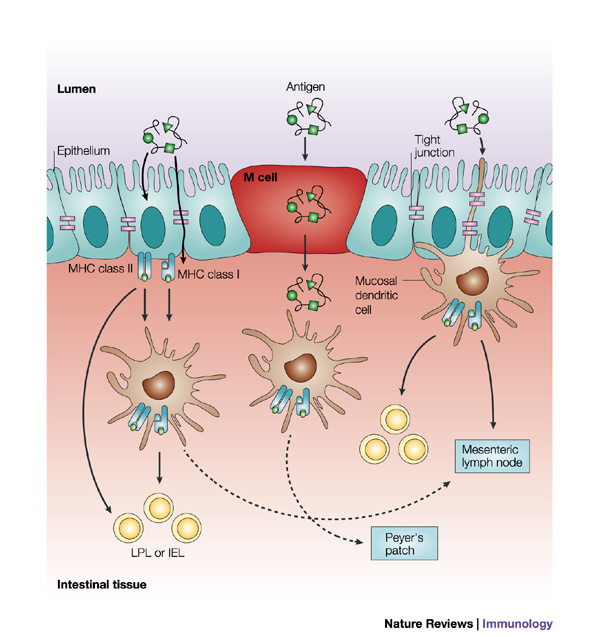 Lumen
Antigen
Epithelium
Tight
junction
M cell
MHC class II
MHC class I
Mucosal
dendritic
cell
Mesenteric
lymph node
LPL or IEL
Peyer's
patch
Intestinal tissue
Nature Reviews | Immunology